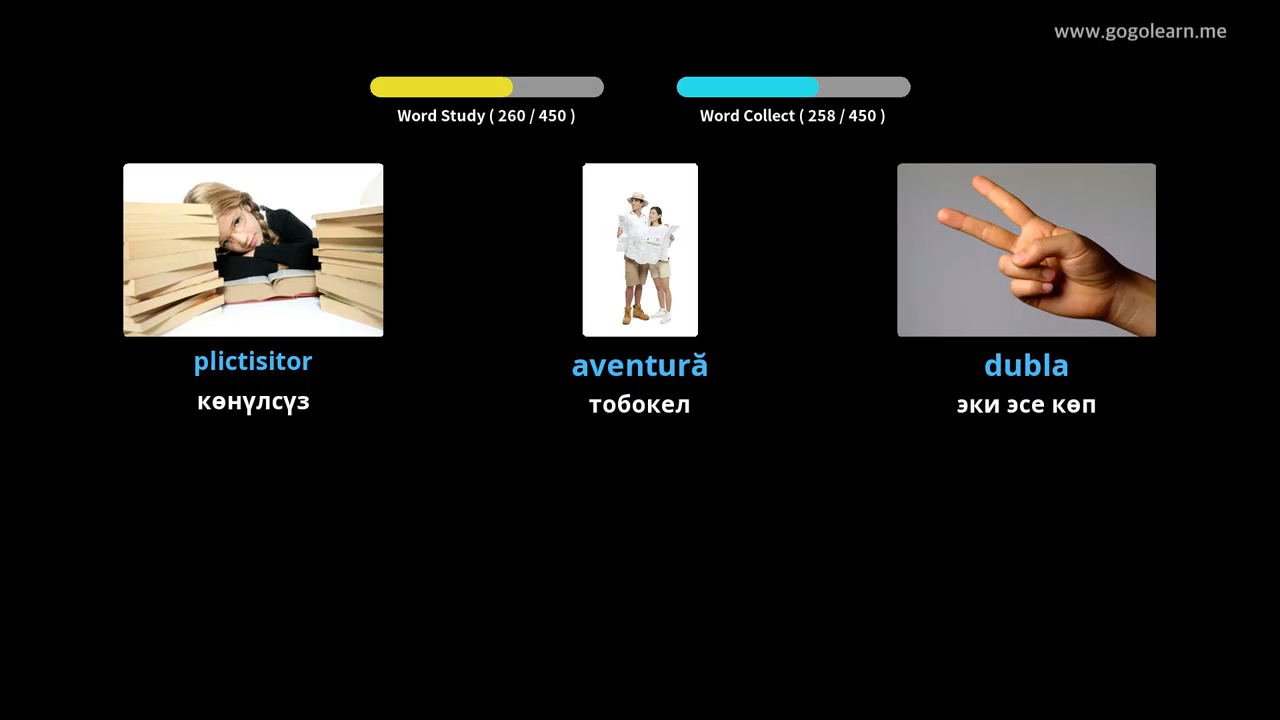 www.gogolearn.me
Word Study ( 260 / 450 )
Word Collect ( 258 / 450 )
plictisitor
көнүлсүз
aventură
тобокел
dubla
эки эсе көп